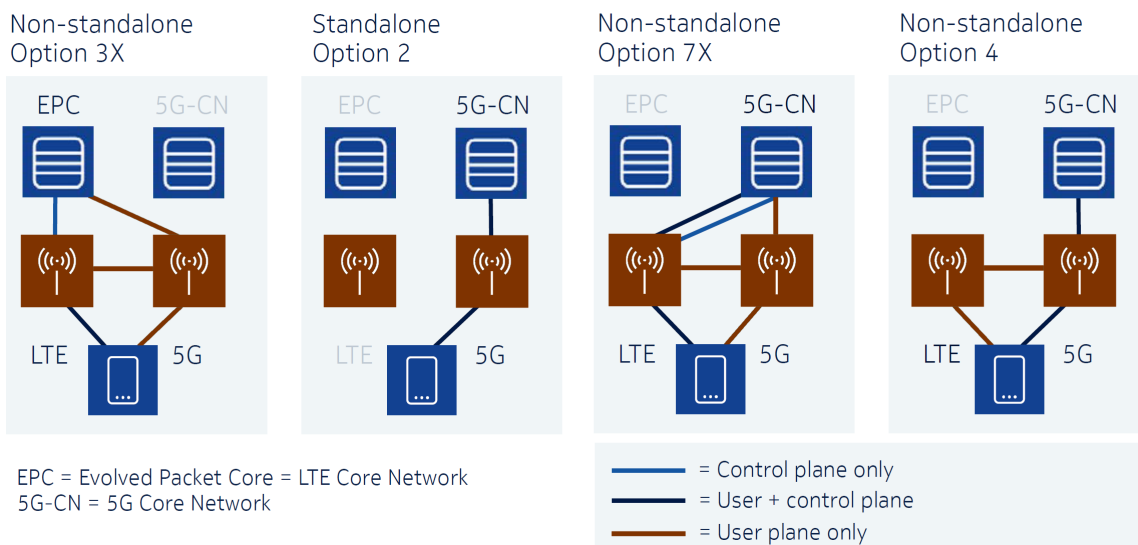 Non-standalone
Option 3X
Standalone
Option 2
Non-standalone
Option 7X
Non-standalone
Option 4
EPC 5G-CN
EPC 5G-CN
EPC 5G-CN
EPC 5G-CN
LTE 5G
LTE 5G
LTE 5G
LTE 5G
EPC = Evolved Packet Core = LTE Core Network
5G-CN = 5G Core Network
= Control plane only
= User + control plane
= User plane only